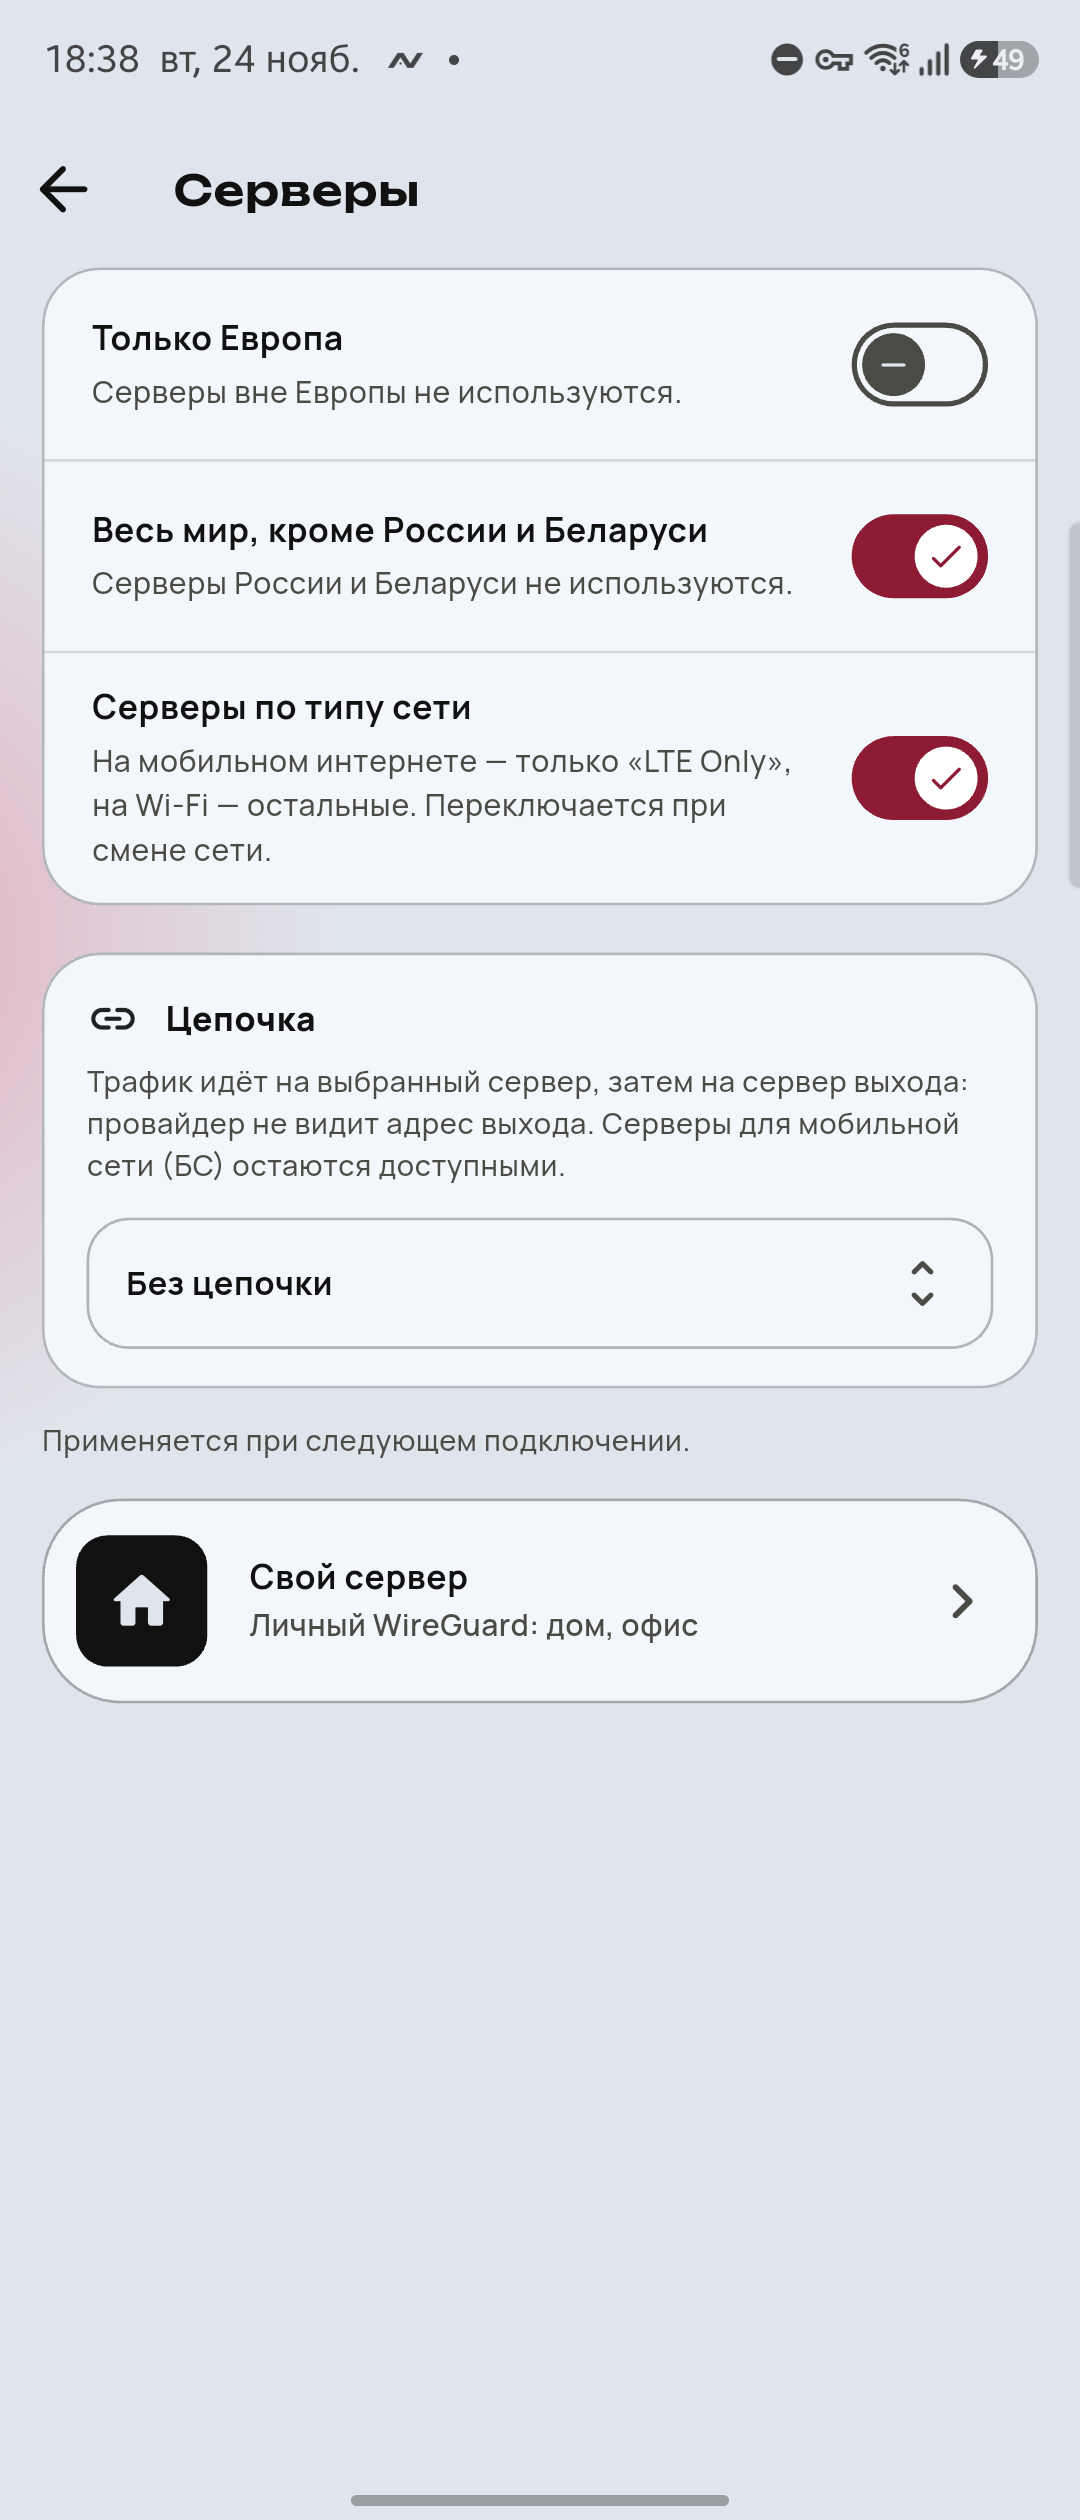 18:38 вт, 24 нояб.
6
49
Серверы
Только Европа
Серверы вне Европы не используются.
Весь мир, кроме России и Беларуси
Серверы России и Беларуси не используются.
Серверы по типу сети
На мобильном интернете — только «LTE Only»,
на Wi-Fi — остальные. Переключается при
смене сети.
Цепочка
Трафик идёт на выбранный сервер, затем на сервер выхода:
провайдер не видит адрес выхода. Серверы для мобильной
сети (БС) остаются доступными.
Без цепочки
Применяется при следующем подключении.
Свой сервер
Личный WireGuard: дом, офис